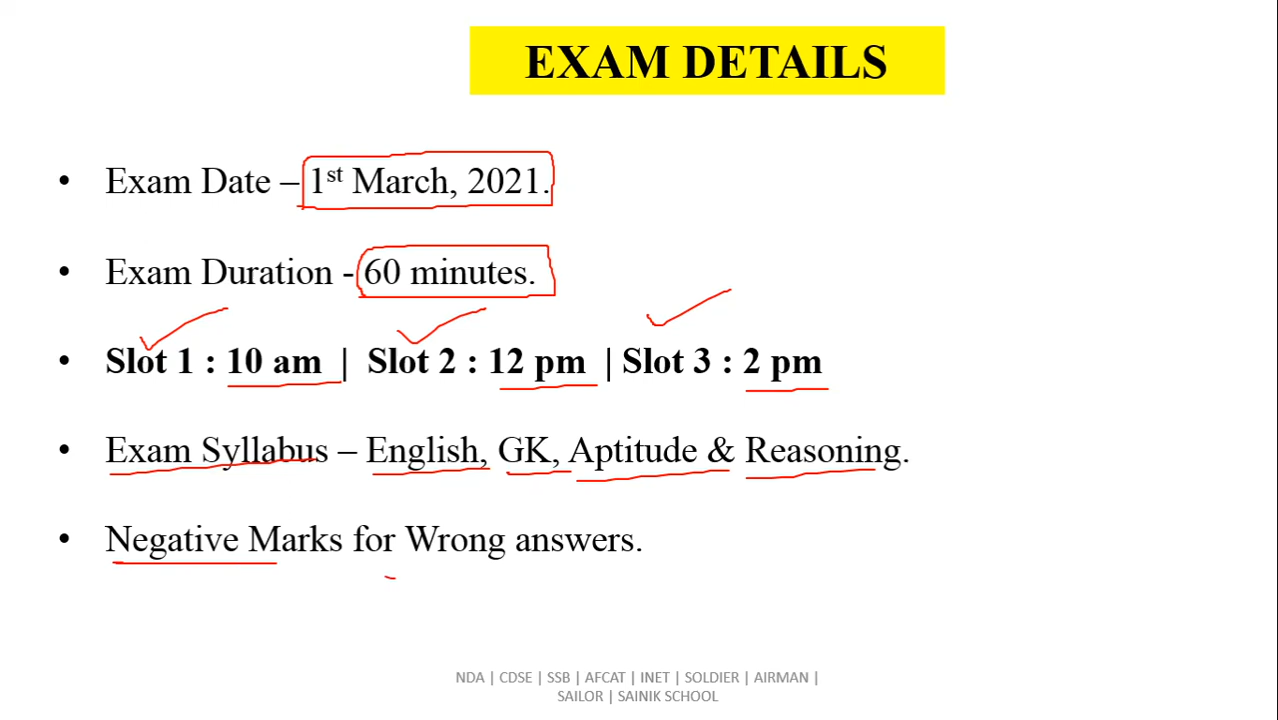 EXAM DETAILS
• Exam Date – 1st March, 2021.
• Exam Duration - 60 minutes.
• Slot 1 : 10 am | Slot 2 : 12 pm | Slot 3 : 2 pm
• Exam Syllabus – English, GK, Aptitude & Reasoning.
• Negative Marks for Wrong answers.
NDA | CDSE | SSB | AFCAT | INET | SOLDIER | AIRMAN |
SAILOR | SAINIK SCHOOL